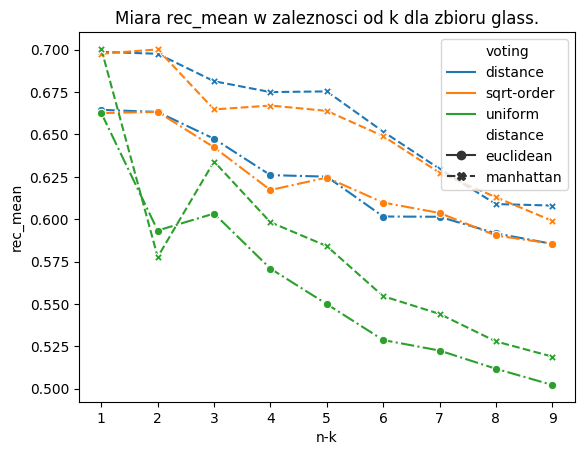 Miara rec_mean w zaleznosci od k dla zbioru glass.
rec_mean
0.700
0.675
0.650
0.625
0.600
0.575
0.550
0.525
0.500
voting
distance
sqrt-order
uniform
distance
euclidean
manhattan
1 2 3 4 5 6 7 8 9
n-k